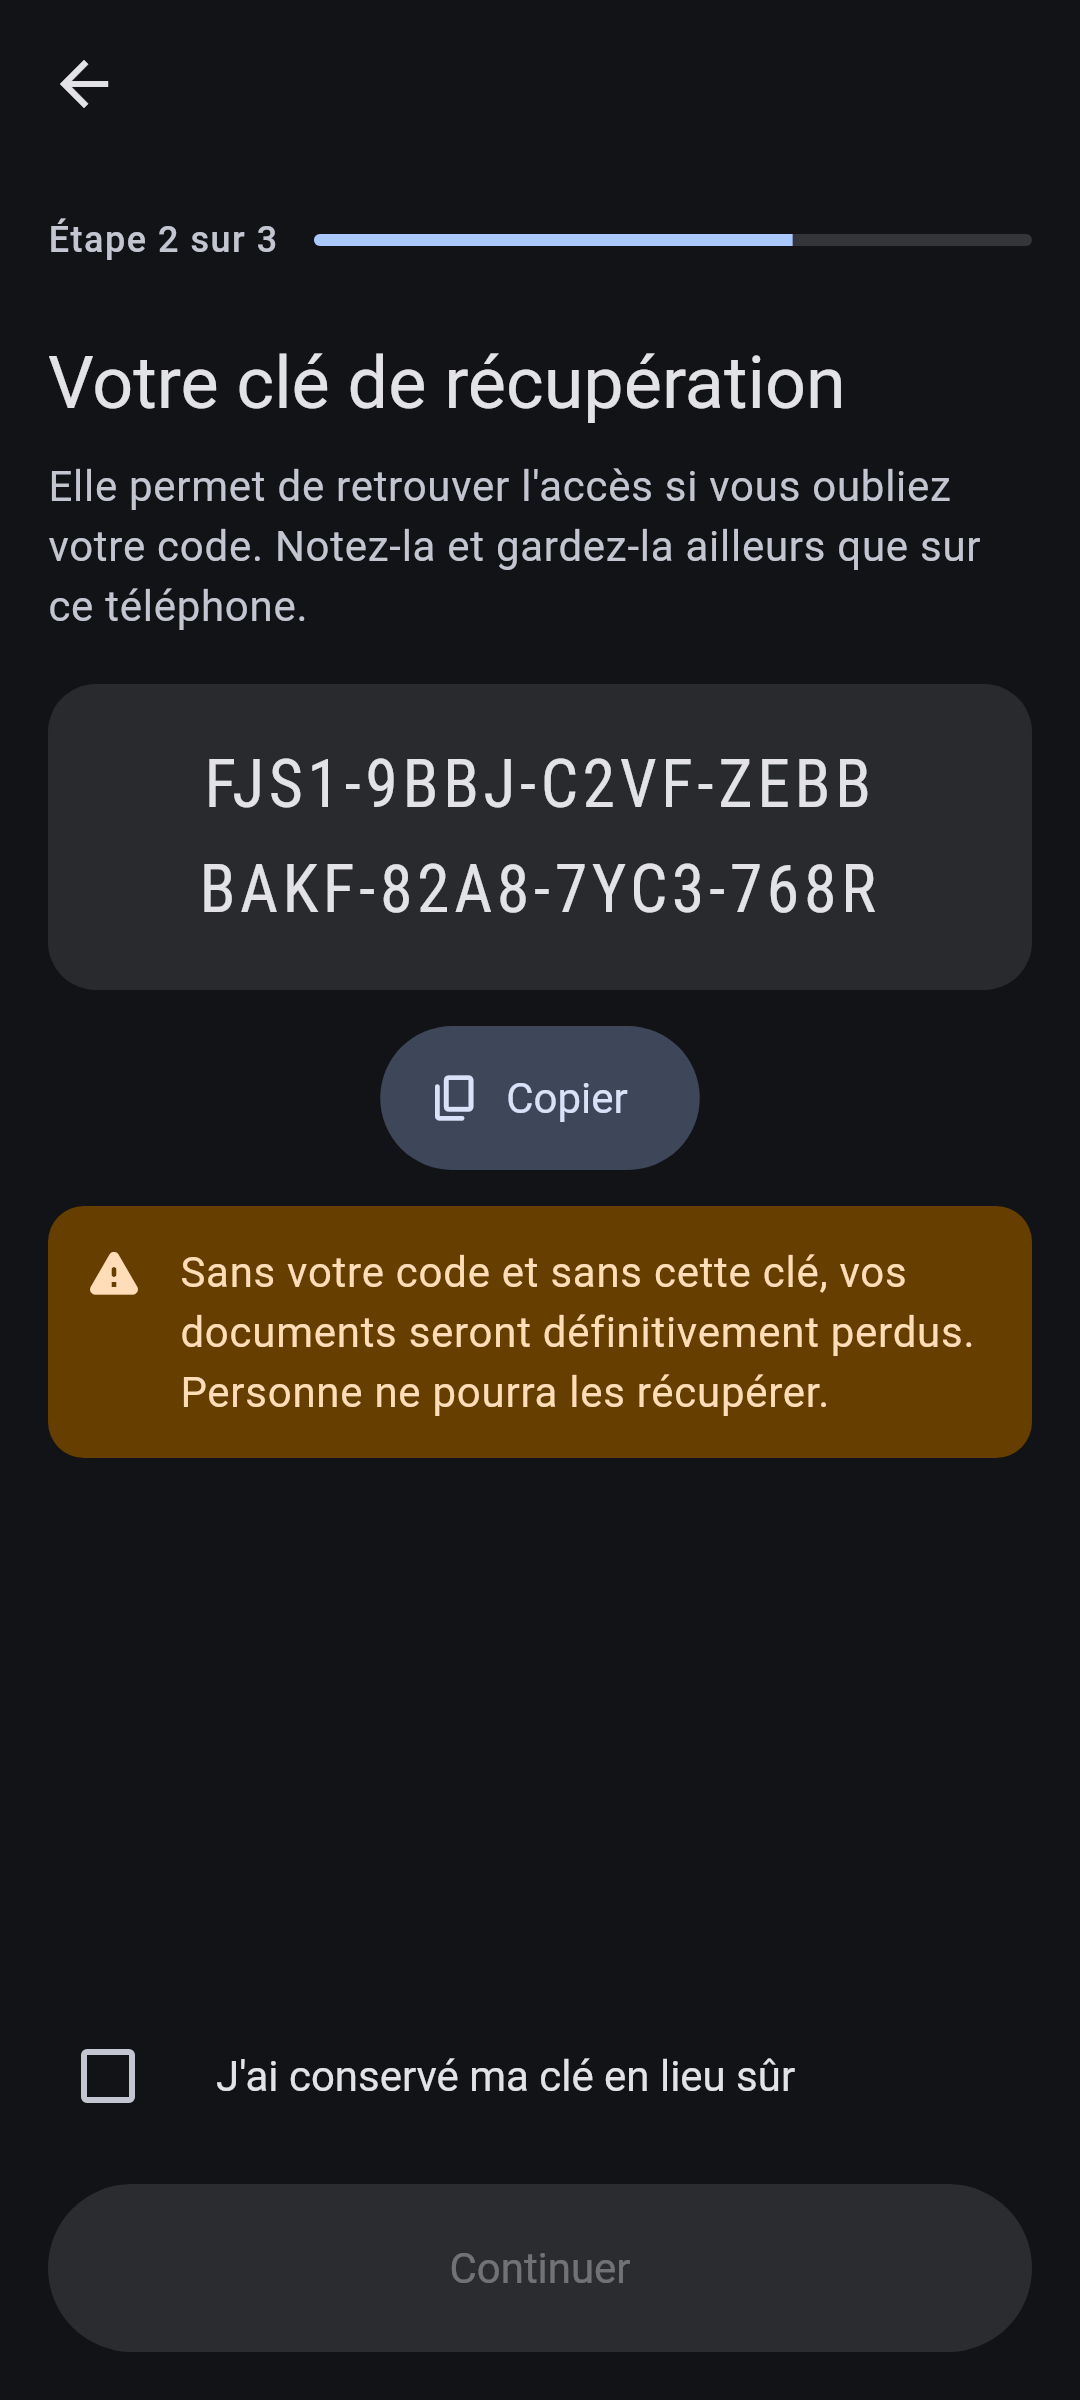 Étape 2 sur 3
Votre clé de récupération
Elle permet de retrouver l'accès si vous oubliez
votre code. Notez-la et gardez-la ailleurs que sur
ce téléphone.
FJS1-9BBJ-C2VF-ZEBB
BAKF-82A8-7YC3-768R
Copier
Sans votre code et sans cette clé, vos
documents seront définitivement perdus.
Personne ne pourra les récupérer.
J'ai conservé ma clé en lieu sûr
Continuer